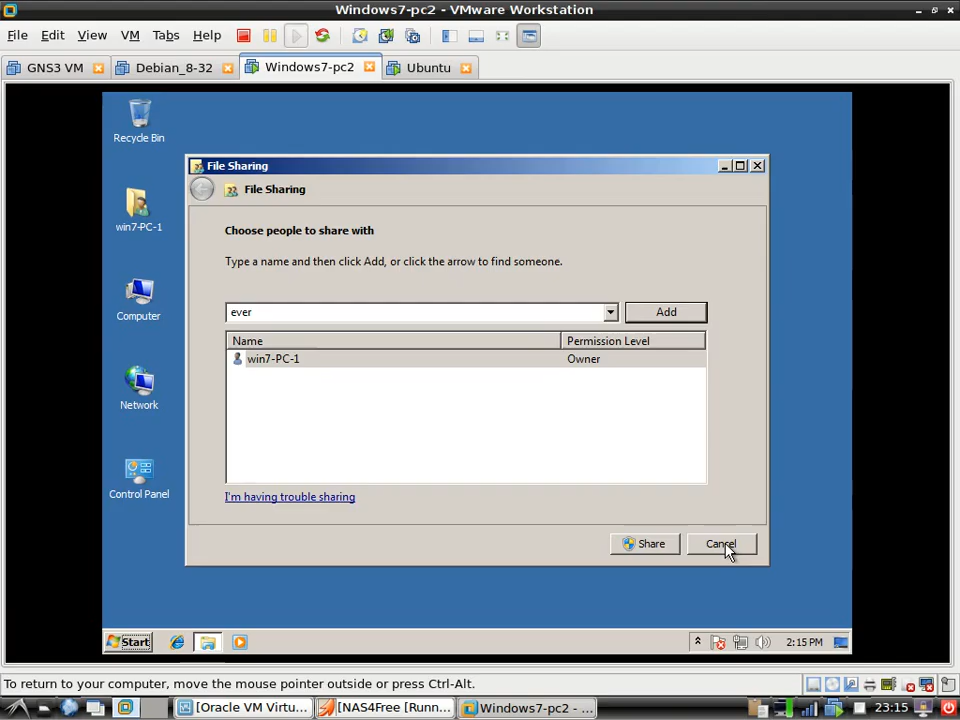 Windows7-pc2 - VMware Workstation
File Edit View VM Tabs Help
GNS3 VM Debian_8-32 Windows7-pc2 Ubuntu
Recycle Bin
win7-PC-1
Computer
Network
Control Panel
File Sharing
File Sharing
Choose people to share with
Type a name and then click Add, or click the arrow to find someone.
ever Add
Name Permission Level
win7-PC-1 Owner
I'm having trouble sharing
Share Cancel
Start 2:15 PM
To return to your computer, move the mouse pointer outside or press Ctrl-Alt.
[Oracle VM Virtu... [NAS4Free [Runn... Windows7-pc2 - ... 23:15